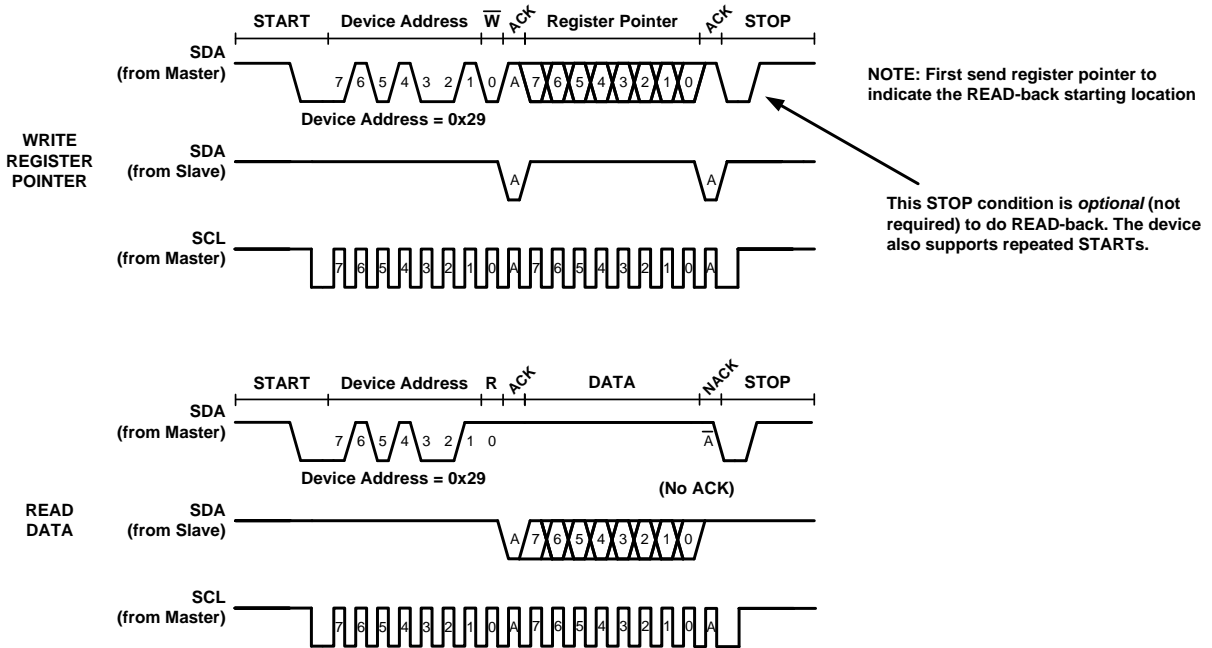 START Device Address W ACK Register Pointer ACK STOP
SDA
(from Master)
7 6 5 4 3 2 1 0 A 7 6 5 4 3 2 1 0
Device Address = 0x29
NOTE: First send register pointer to
indicate the READ-back starting location
WRITE
REGISTER
POINTER
SDA
(from Slave)
A A
This STOP condition is optional (not
required) to do READ-back. The device
also supports repeated STARTs.
SCL
(from Master)
7 6 5 4 3 2 1 0 A 7 6 5 4 3 2 1 0 A
START Device Address R ACK DATA NACK STOP
SDA
(from Master)
7 6 5 4 3 2 1 0 A
Device Address = 0x29
(No ACK)
READ
DATA
SDA
(from Slave)
A 7 6 5 4 3 2 1 0
SCL
(from Master)
7 6 5 4 3 2 1 0 A 7 6 5 4 3 2 1 0 A